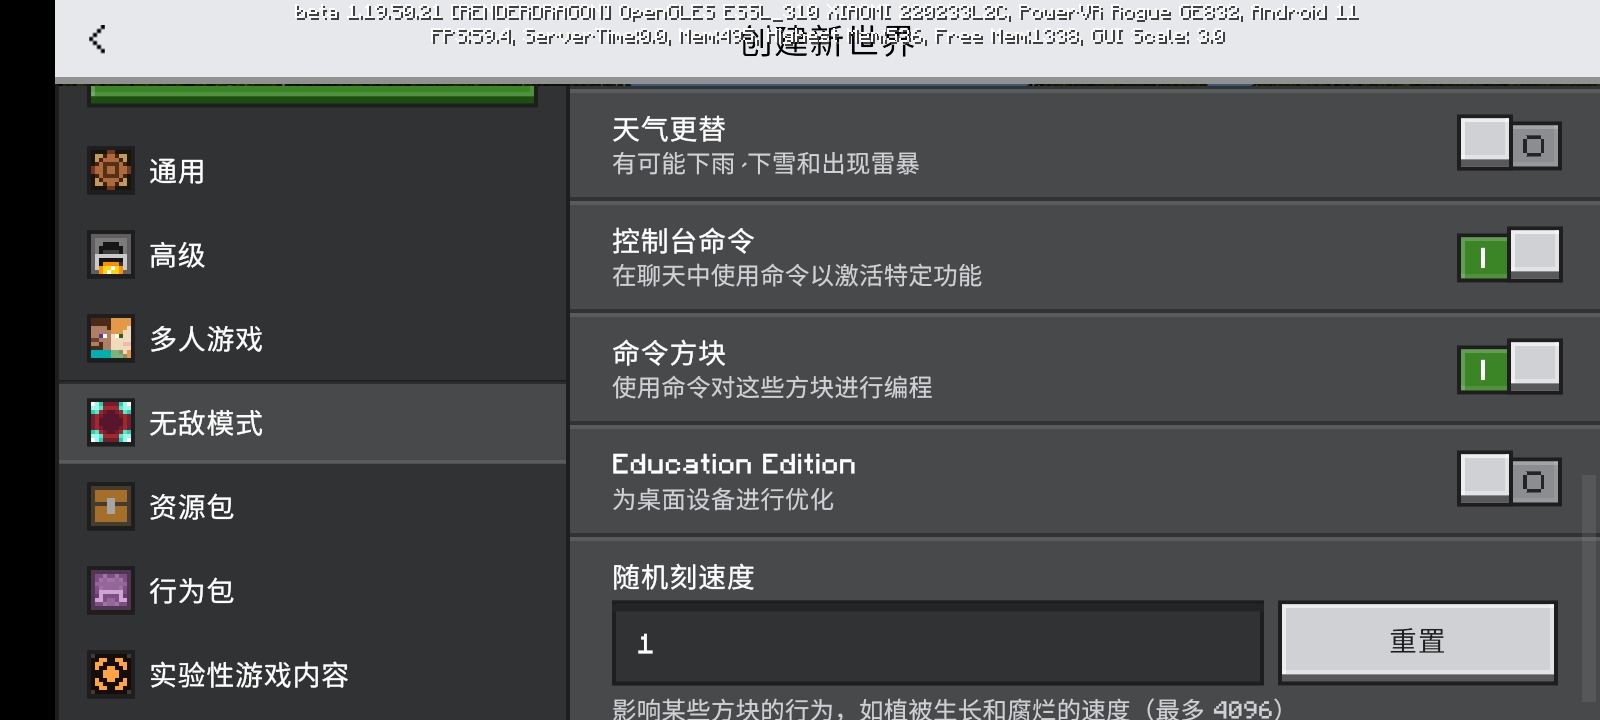 beta 1.19.50.21 [RENDERDRAGON] OpenGLES ESSL_310 XIAOMI 220233L2C, PowerVR Rogue GE832, Android 11
FPS:59.4, ServerTime:0.0, Free Mem:1338, GUI Scale: 3.0
创建新世界
通用
高级
多人游戏
无敌模式
资源包
行为包
实验性游戏内容
天气更替
有可能下雨、下雪和出现雷暴
控制台命令
在聊天中使用命令以激活特定功能
命令方块
使用命令对这些方块进行编程
Education Edition
为桌面设备进行优化
随机刻速度
1
重置
影响某些方块的行为，如植被生长和腐烂的速度（最多 4096）